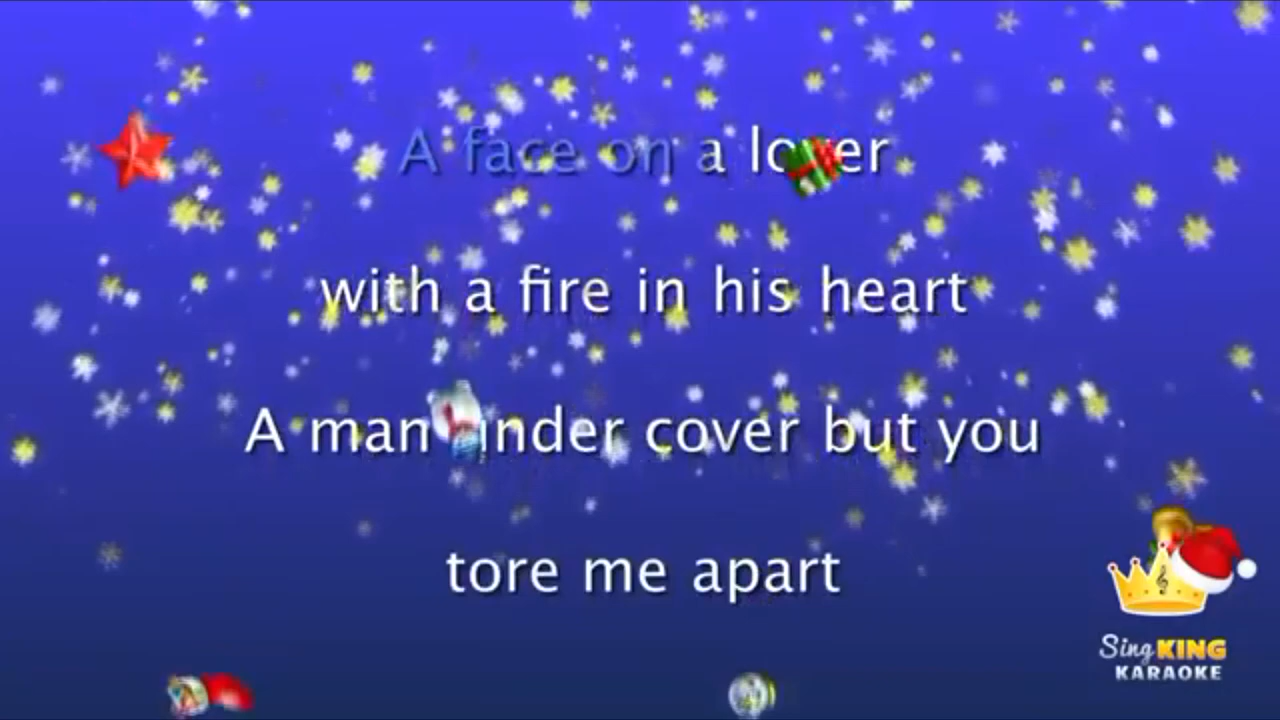 A face on a lover
with a fire in his heart
A man under cover but you
tore me apart
Sing KING
KARAOKE